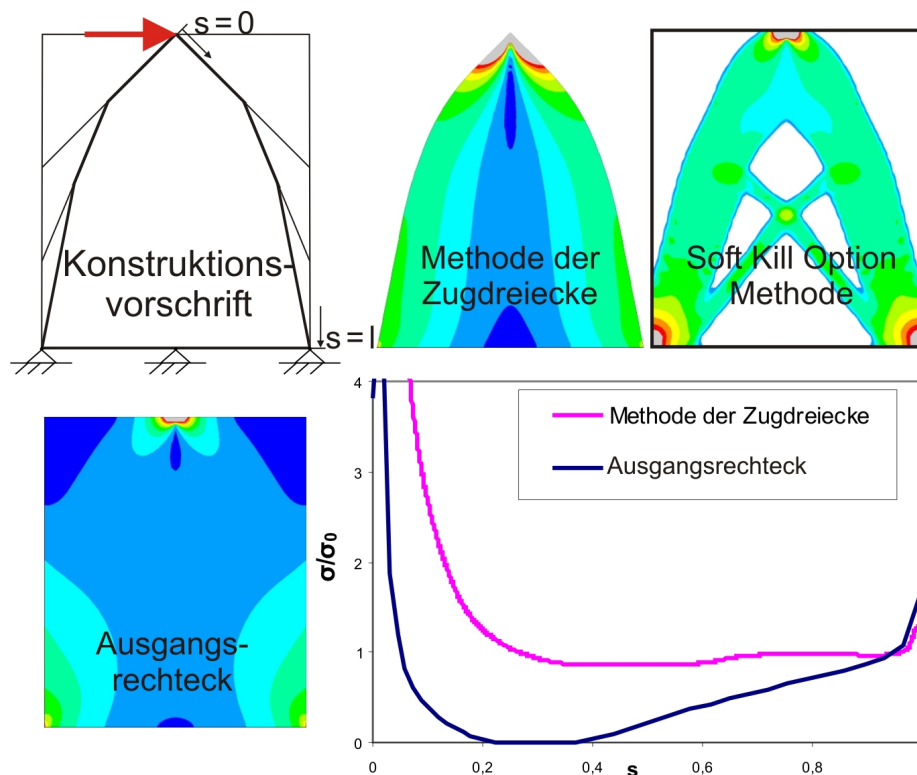 s = 0
Konstruktions-
vorschrift
s = l
Methode der
Zugdreiecke
Soft Kill Option
Methode
Ausgangs-
rechteck
Methode der Zugdreiecke
Ausgangsrechteck
σ/σ₀
4
3
2
1
0
0
0,2
0,4
0,6
0,8
s